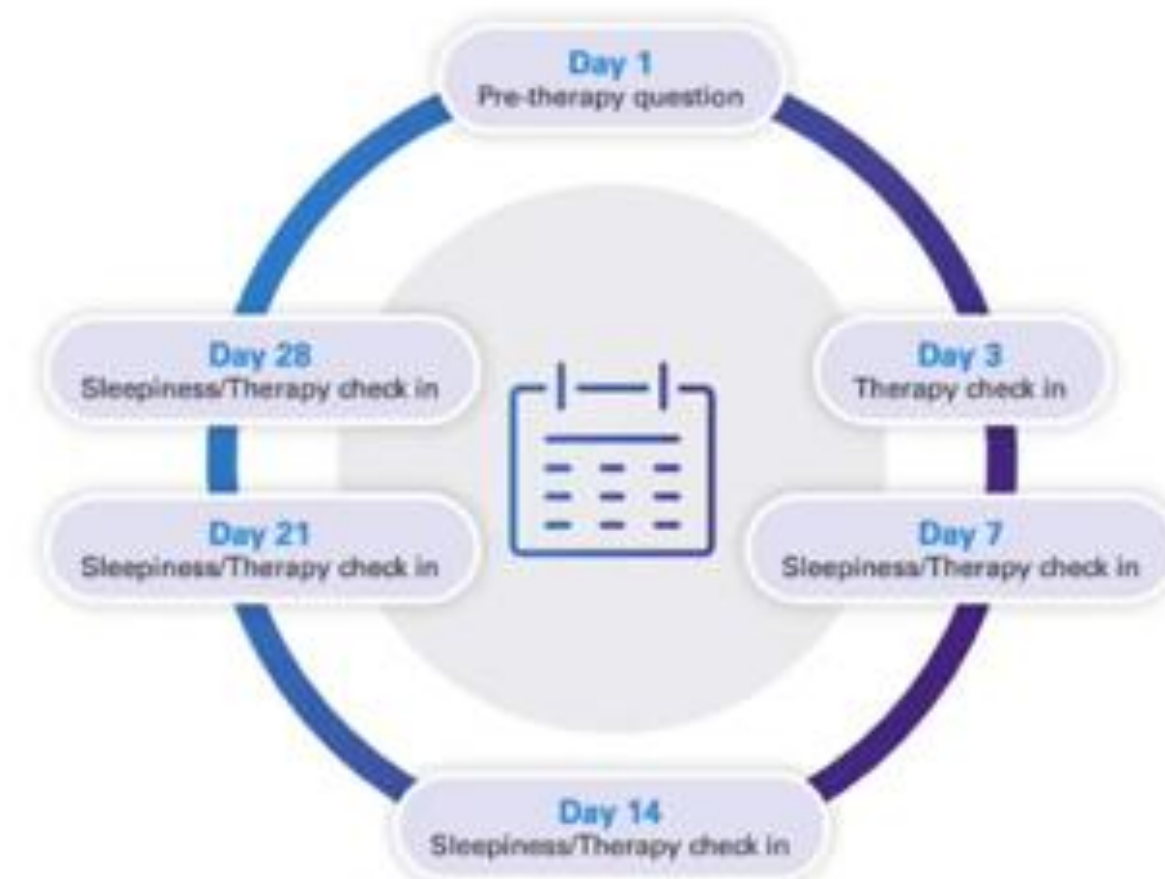 Day 1
Pre-therapy question
Day 3
Therapy check in
Day 7
Sleepiness/Therapy check in
Day 14
Sleepiness/Therapy check in
Day 21
Sleepiness/Therapy check in
Day 28
Sleepiness/Therapy check in